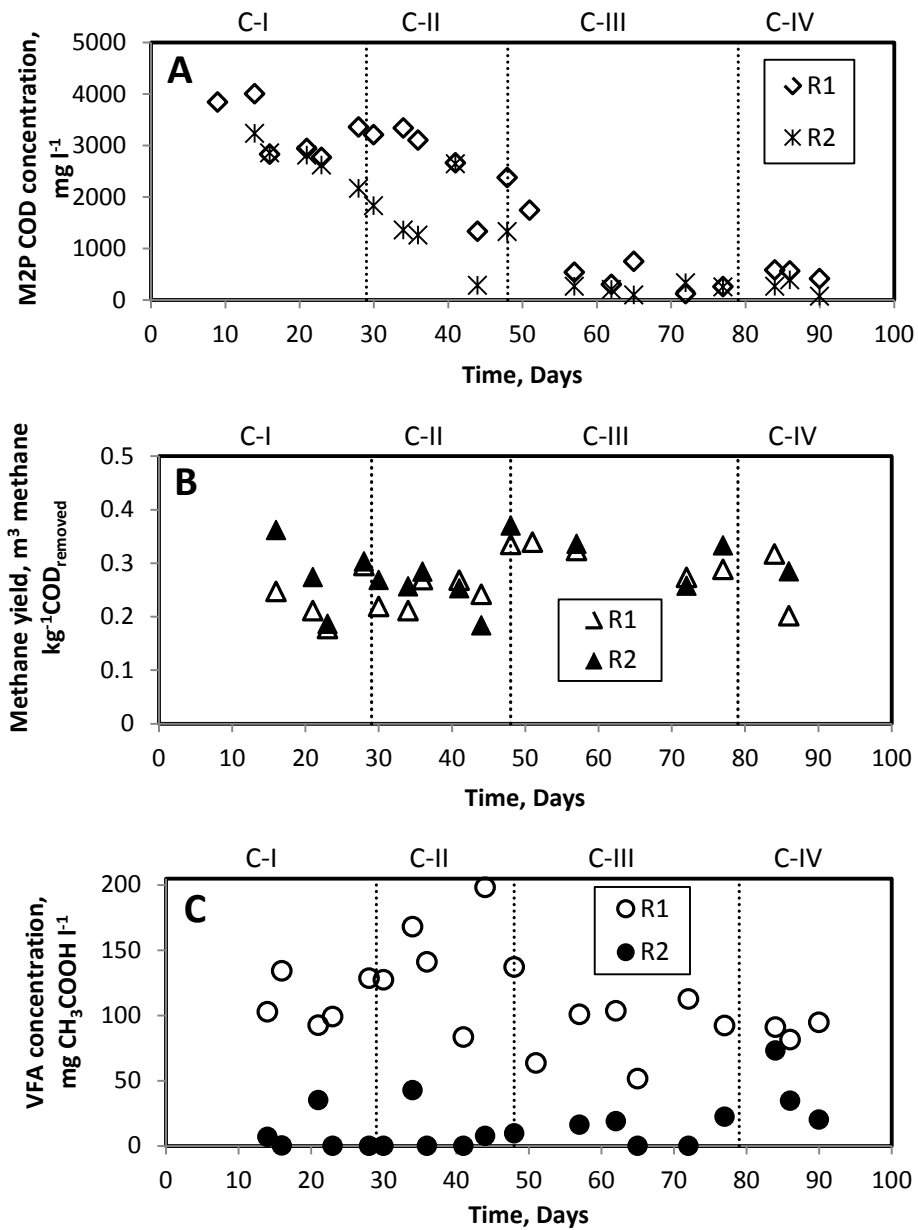 C-I C-II C-III C-IV
A
M2P COD concentration,
mg l⁻¹
5000
4000
3000
2000
1000
0
R1
R2
0 10 20 30 40 50 60 70 80 90 100
Time, Days
C-I C-II C-III C-IV
B
Methane yield, m³ methane
kg⁻¹COD_removed
0.5
0.4
0.3
0.2
0.1
0
R1
R2
0 10 20 30 40 50 60 70 80 90 100
Time, Days
C-I C-II C-III C-IV
C
VFA concentration,
mg CH₃COOH l⁻¹
200
150
100
50
0
R1
R2
0 10 20 30 40 50 60 70 80 90 100
Time, Days